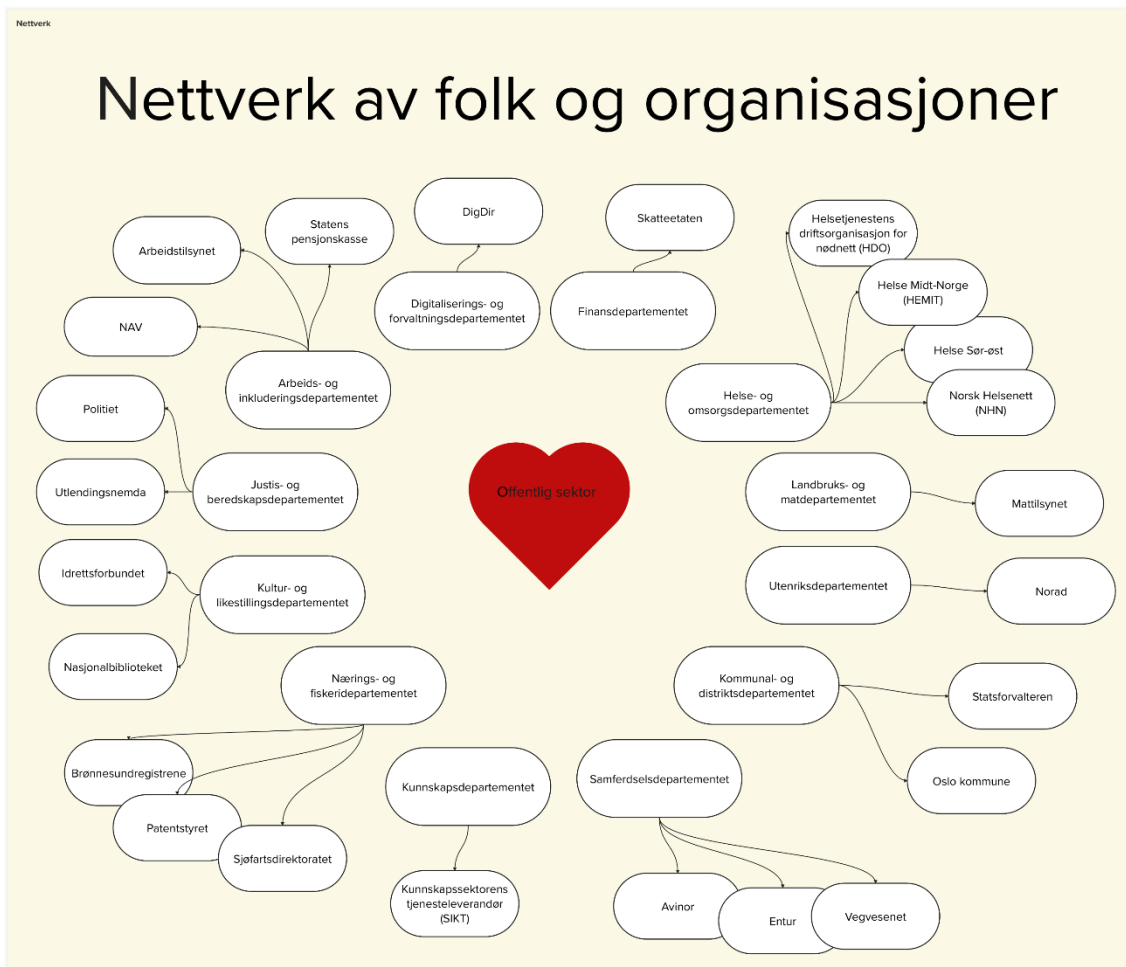 Nettverk
Nettverk av folk og organisasjoner
DigDir
Skatteetaten
Statens
pensjonskasse
Arbeidstilsynet
Helsetjenestens
driftsorganisasjon for
nødnett (HDO)
Helse Midt-Norge
(HEMIT)
Digitaliserings- og
forvaltningsdepartementet
Finansdepartementet
NAV
Helse Sør-øst
Arbeids- og
inkluderingsdepartementet
Helse- og
omsorgsdepartementet
Norsk Helsenett
(NHN)
Politiet
Utlendingsnemda
Justis- og
beredskapsdepartementet
Offentlig sektor
Landbruks- og
matdepartementet
Mattilsynet
Idrettsforbundet
Kultur- og
likestillingsdepartementet
Utenriksdepartementet
Norad
Nasjonalbiblioteket
Nærings- og
fiskeridepartementet
Kommunal- og
distriktsdepartementet
Statsforvalteren
Brønnesundregistrene
Kunnskapsdepartementet
Samferdselsdepartementet
Oslo kommune
Patentstyret
Sjøfartsdirektoratet
Kunnskapssektorens
tjenesteleverandør
(SIKT)
Avinor
Entur
Vegvesenet